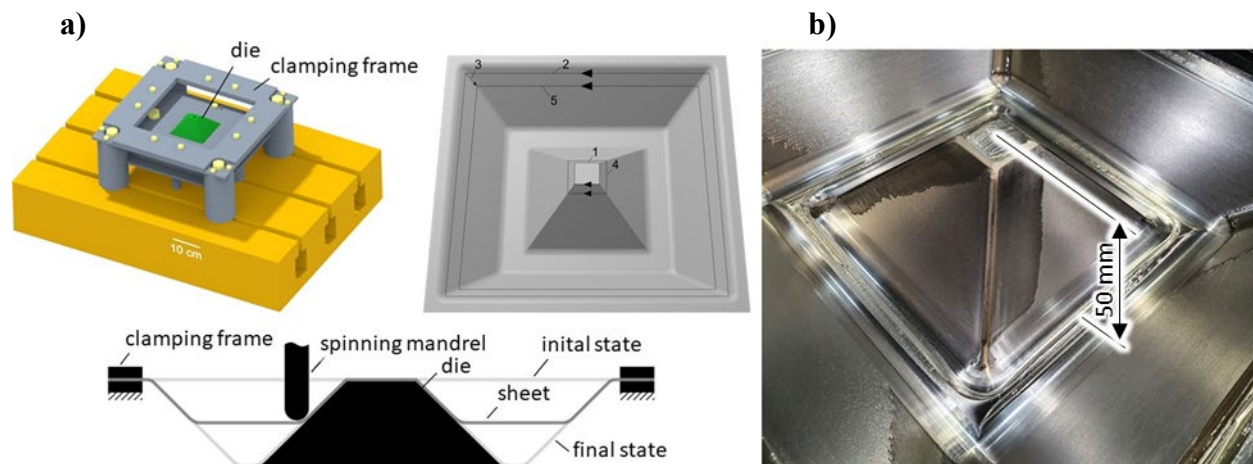 a)
b)
die
clamping frame
10 cm
3
2
5
1
4
50 mm
clamping frame
spinning mandrel
inital state
die
sheet
final state